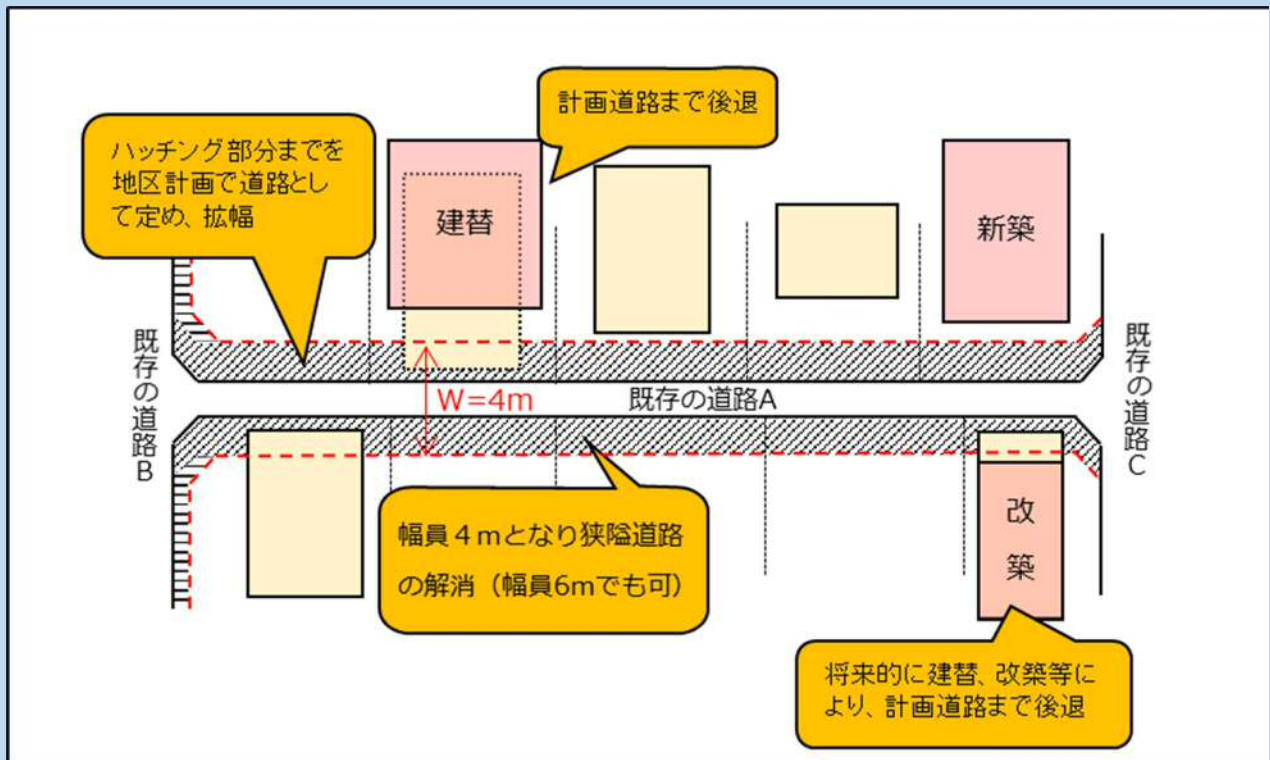 計画道路まで後退
ハッチング部分までを
地区計画で道路とし
て定め、拡幅
建替
新築
既存の道路B
W=4m
既存の道路A
既存の道路C
幅員４ｍとなり狭隘道路
の解消（幅員6mでも可）
改
築
将来的に建替、改築等に
より、計画道路まで後退